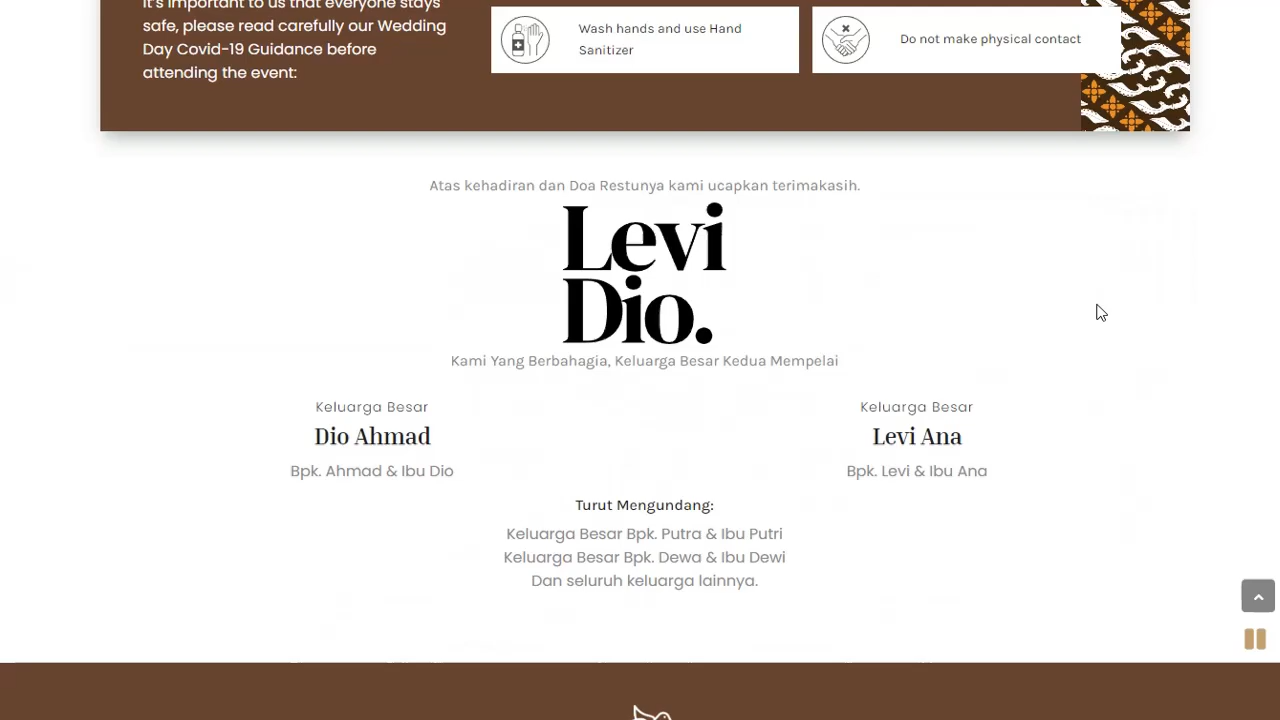 It's important to us that everyone stays
safe, please read carefully our Wedding
Day Covid-19 Guidance before
attending the event:
Wash hands and use Hand
Sanitizer
Do not make physical contact
Atas kehadiran dan Doa Restunya kami ucapkan terimakasih.
Levi
Dio.
Kami Yang Berbahagia, Keluarga Besar Kedua Mempelai
Keluarga Besar
Dio Ahmad
Bpk. Ahmad & Ibu Dio
Keluarga Besar
Levi Ana
Bpk. Levi & Ibu Ana
Turut Mengundang:
Keluarga Besar Bpk. Putra & Ibu Putri
Keluarga Besar Bpk. Dewa & Ibu Dewi
Dan seluruh keluarga lainnya.